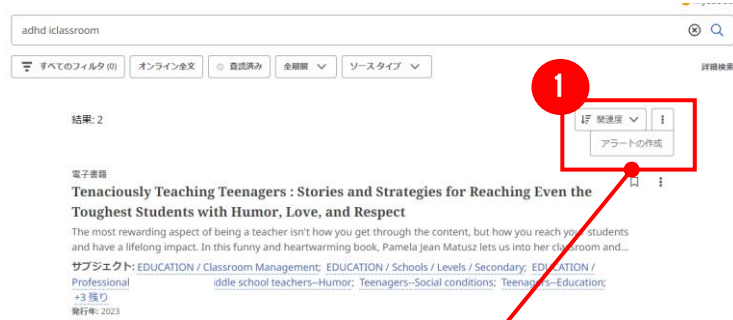 adhd iclassroom
すべてのフィルタ (0) オンライン全文 査読済み 全期間 ソース タイプ 詳細検索
1
結果: 2 関連度
アラートの作成
電子書籍
Tenaciously Teaching Teenagers : Stories and Strategies for Reaching Even the
Toughest Students with Humor, Love, and Respect
The most rewarding aspect of being a teacher isn't how you get through the content, but how you reach your students
and have a lifelong impact. In this funny and heartwarming book, Pamela Jean Matusz lets us into her classroom and...
サブジェクト: EDUCATION / Classroom Management; EDUCATION / Schools / Levels / Secondary; EDUCATION /
Professional iddle school teachers--Humor; Teenagers--Social conditions; Teenagers--Education;
+3 残り
発行年: 2023